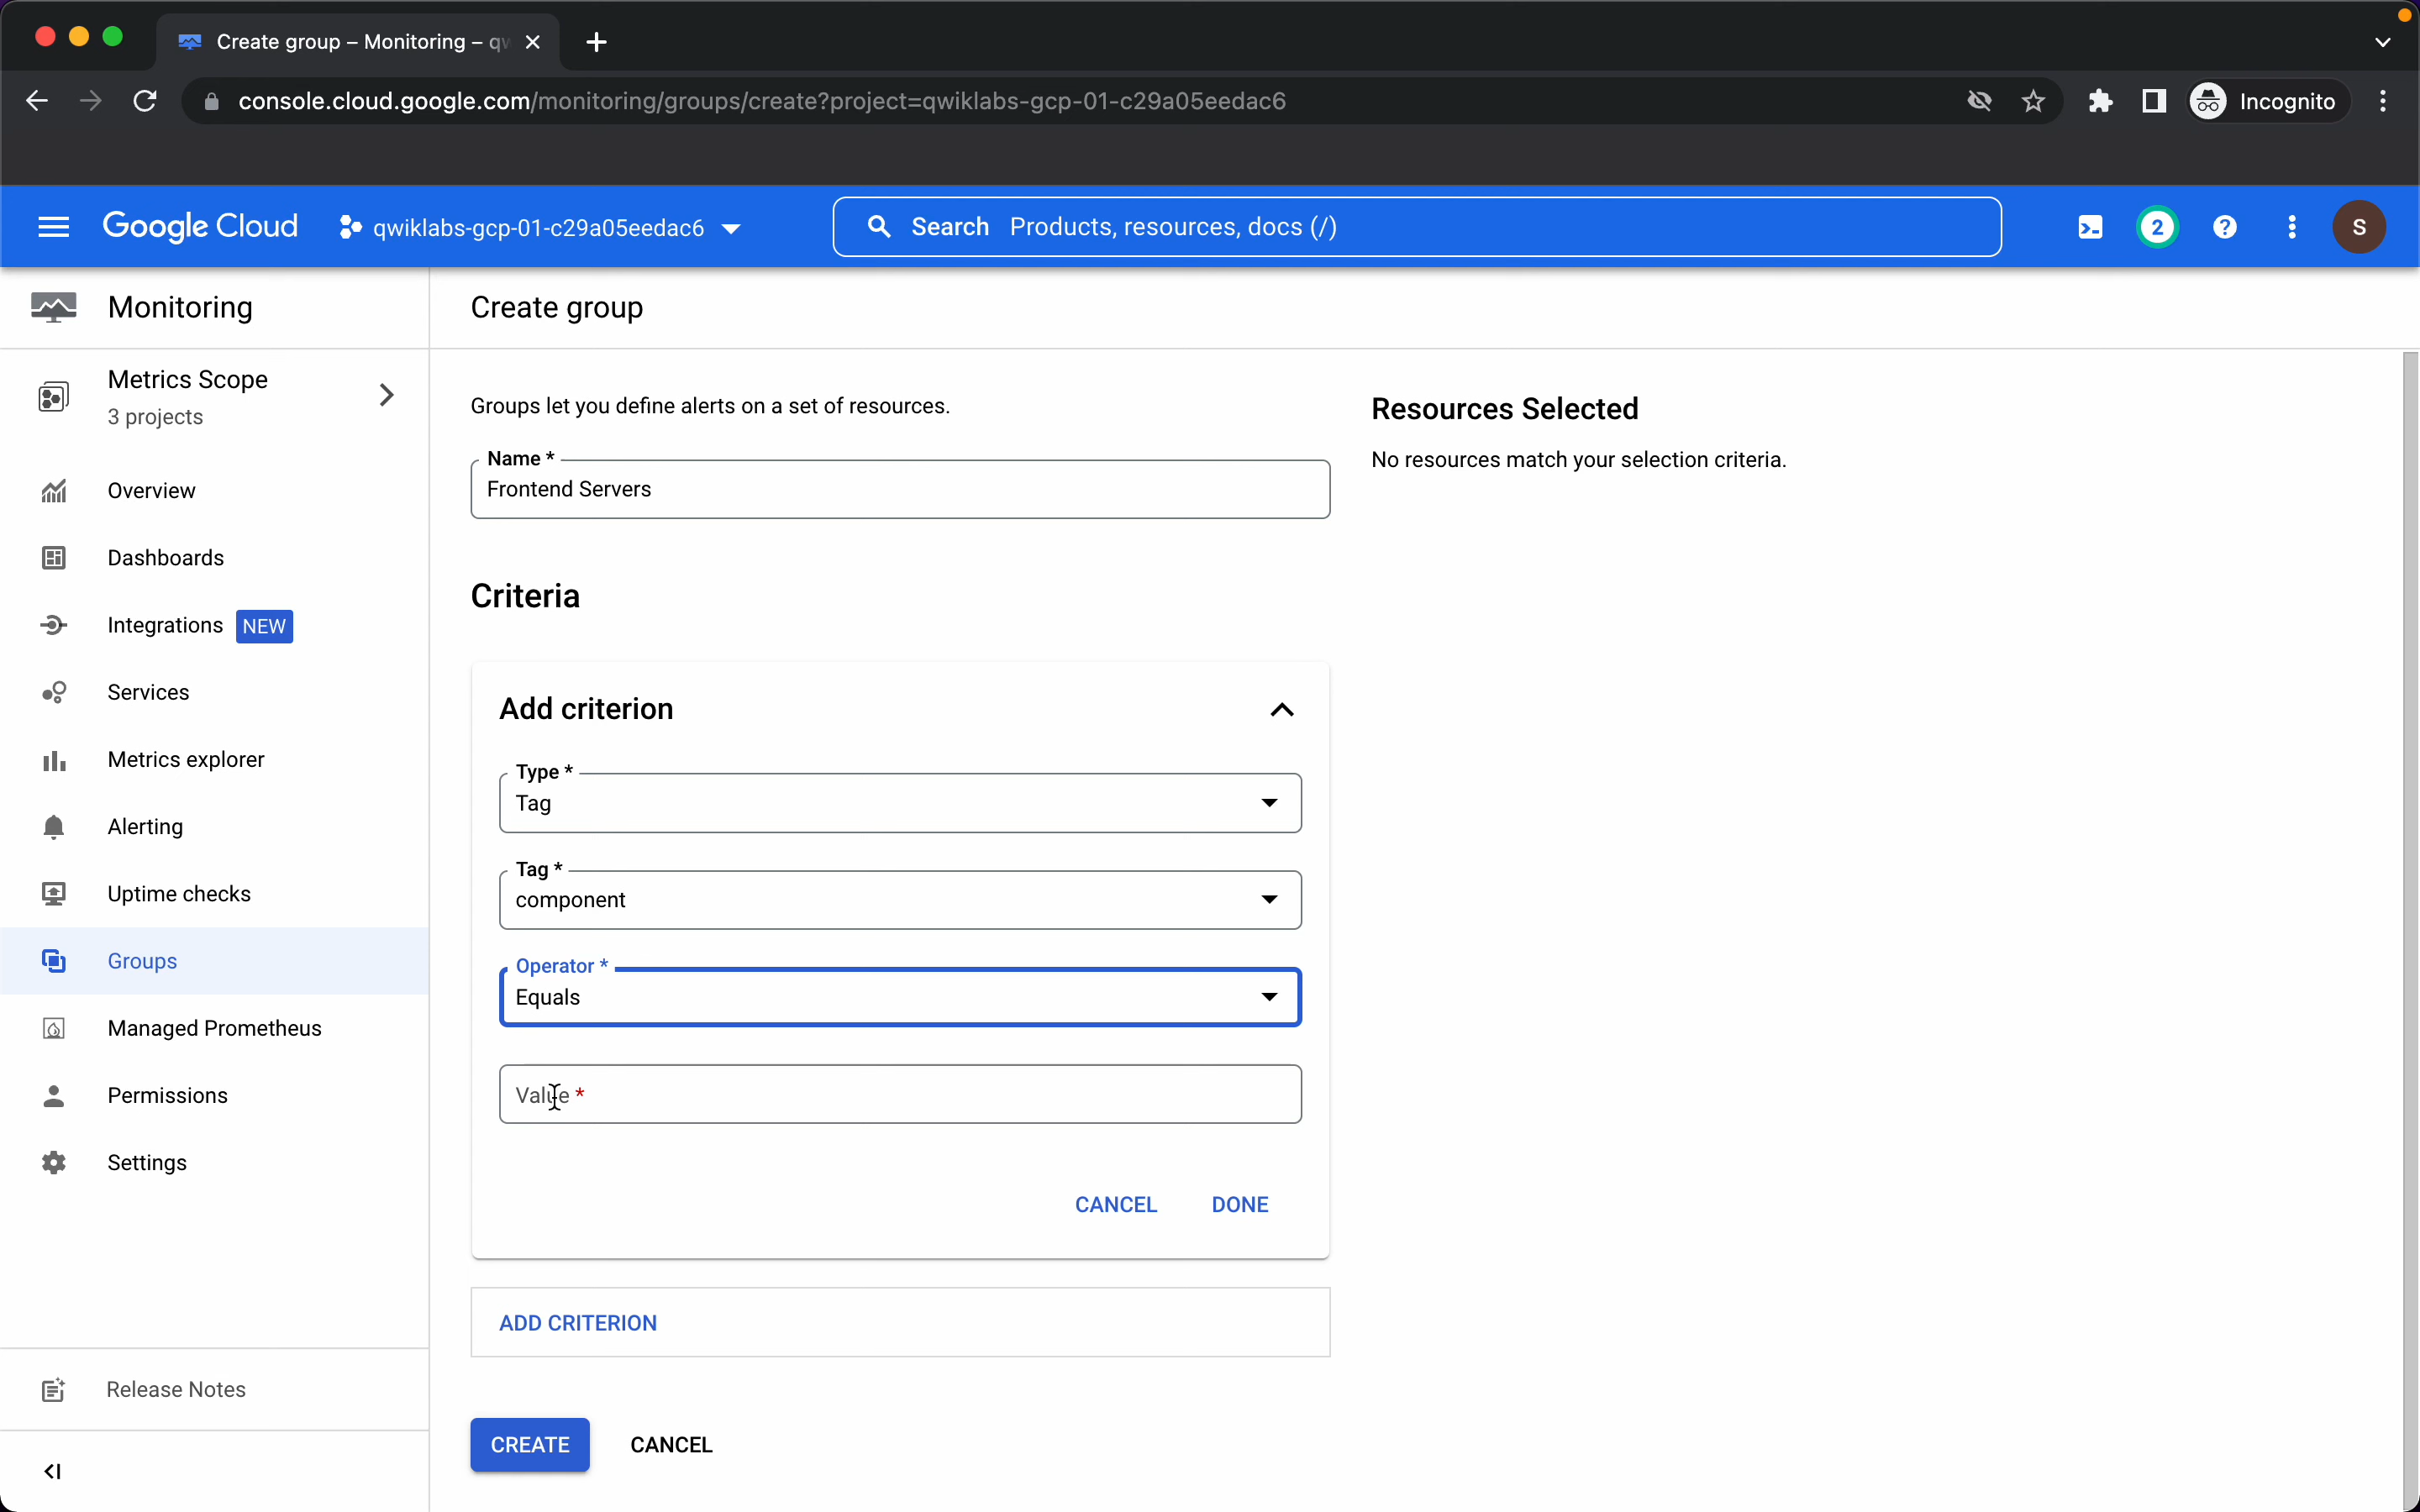 Create group – Monitoring – qw
console.cloud.google.com/monitoring/groups/create?project=qwiklabs-gcp-01-c29a05eedac6
Incognito
Google Cloud
qwiklabs-gcp-01-c29a05eedac6
Search Products, resources, docs (/)
2
?
S
Monitoring
Create group
Metrics Scope
3 projects
Overview
Dashboards
Integrations NEW
Services
Metrics explorer
Alerting
Uptime checks
Groups
Managed Prometheus
Permissions
Settings
Release Notes
Groups let you define alerts on a set of resources.
Name *
Frontend Servers
Criteria
Add criterion
Type *
Tag
Tag *
component
Operator *
Equals
Value *
CANCEL DONE
ADD CRITERION
CREATE CANCEL
Resources Selected
No resources match your selection criteria.